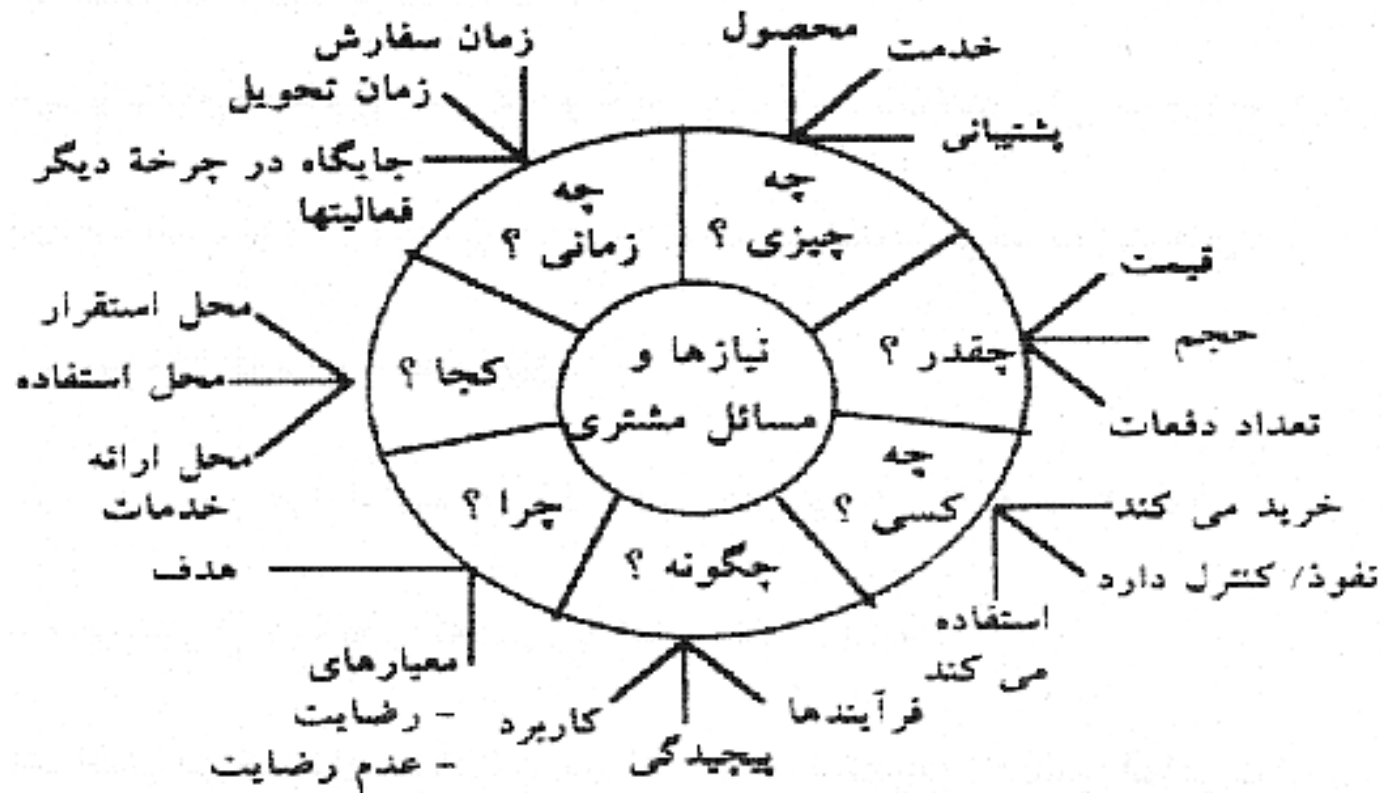 زمان سفارش
زمان تحویل
جایگاه در چرخة دیگر
فعالیتها
محصول
خدمت
پشتیبانی
چه
چیزی ؟
چه
زمانی ؟
قیمت
حجم
تعداد دفعات
چقدر ؟
نیازها و
مسائل مشتری
کجا ؟
محل استقرار
محل استفاده
محل ارائه
خدمات
چه
کسی ؟
خرید می کند
نفوذ/ کنترل دارد
استفاده
می کند
چرا ؟
چگونه ؟
هدف
معیارهای
- رضایت
- عدم رضایت
کاربرد
پیچیدگی
فرآیندها